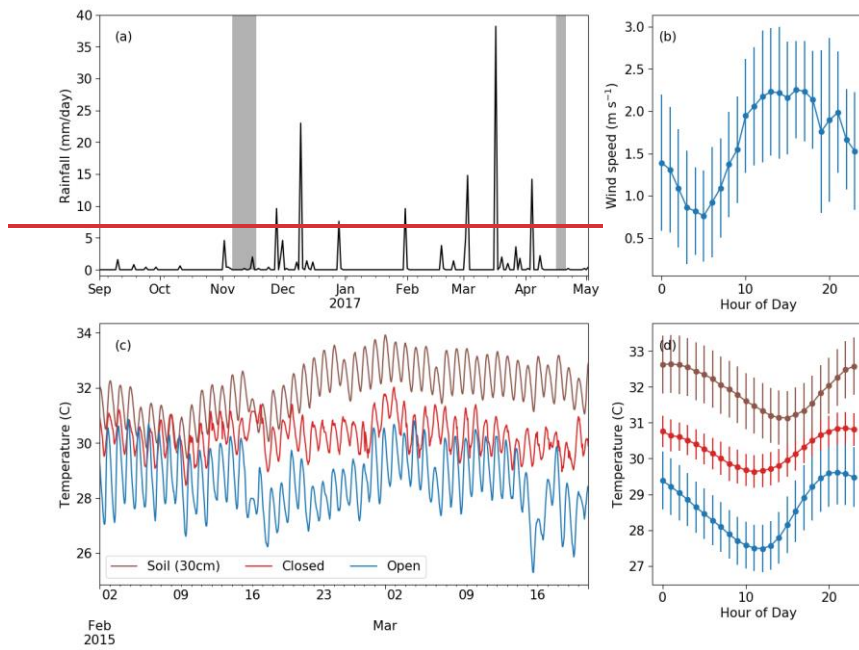 (a)
Rainfall (mm/day)
40
35
30
25
20
15
10
5
0
Sep Oct Nov Dec Jan Feb Mar Apr May
2017
(b)
Wind speed (m s⁻¹)
3.0
2.5
2.0
1.5
1.0
0.5
0 10 20
Hour of Day
(c)
Temperature (C)
34
32
30
28
26
Soil (30cm) Closed Open
02 09 16 23 02 09 16
Feb Mar
2015
(d)
Temperature (C)
33
32
31
30
29
28
27
0 10 20
Hour of Day